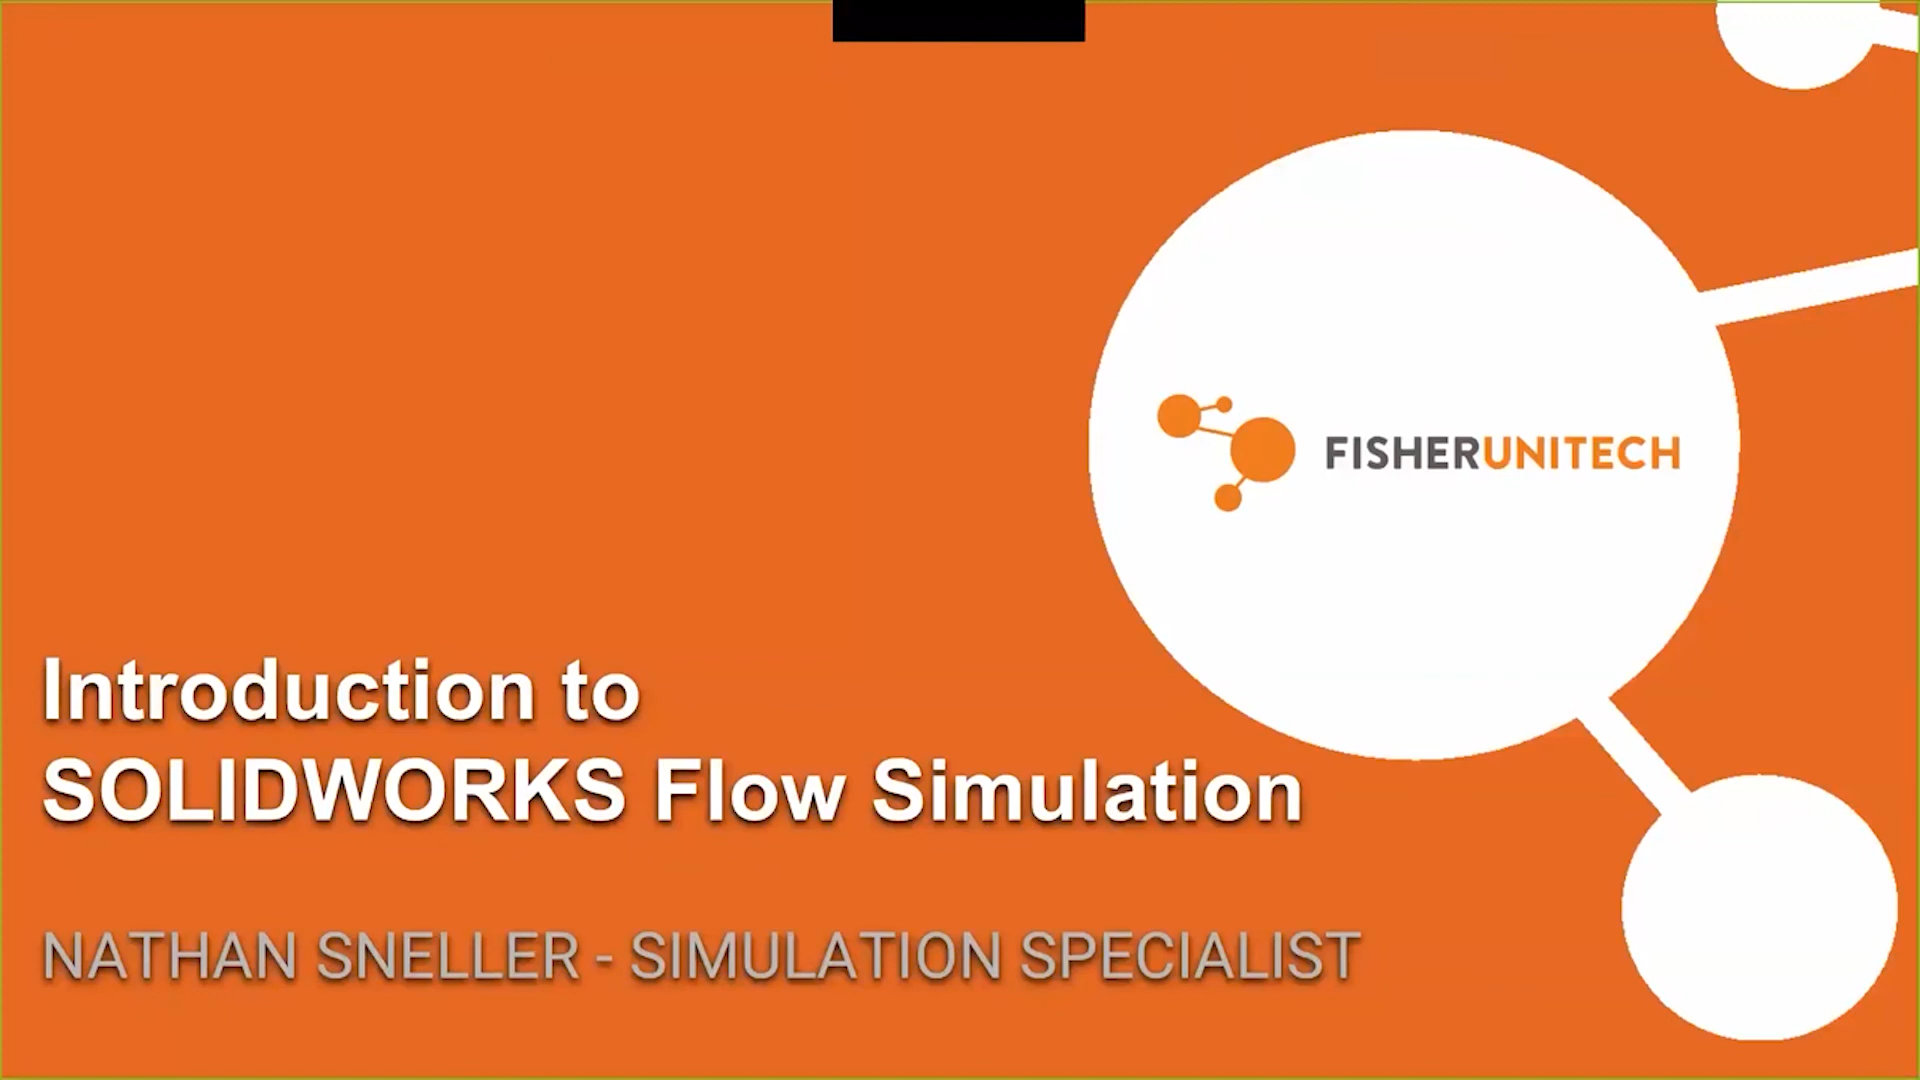 FISHERUNITECH
Introduction to
SOLIDWORKS Flow Simulation
NATHAN SNELLER - SIMULATION SPECIALIST